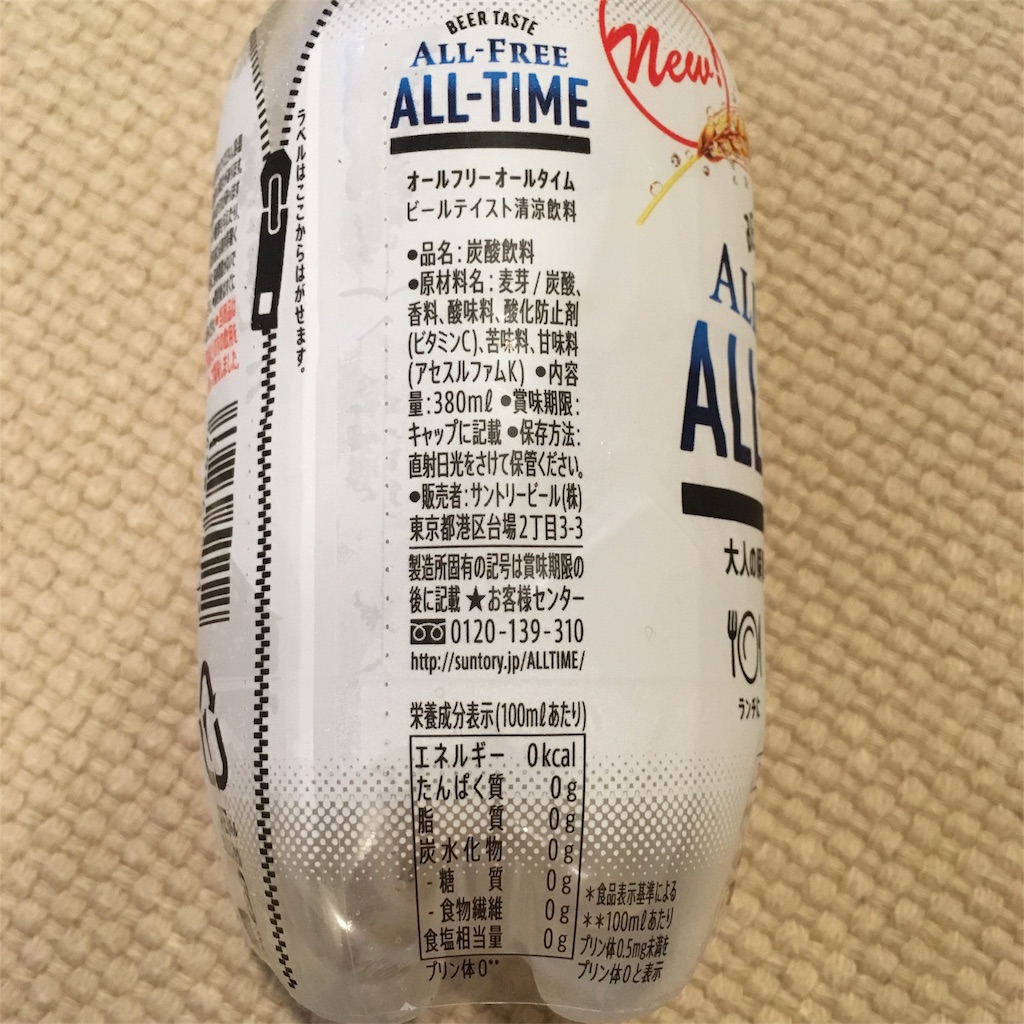 BEER TASTE
ALL-FREE
ALL-TIME
オールフリー オールタイム
ビールテイスト清涼飲料
●品名:炭酸飲料
●原材料名:麦芽/炭酸、
香料、酸味料、酸化防止剤
(ビタミンC)、苦味料、甘味料
(アセスルファムK) ●内容
量:380mℓ ●賞味期限:
キャップに記載 ●保存方法:
直射日光をさけて保管ください。
●販売者:サントリービール(株)
東京都港区台場2丁目3-3
製造所固有の記号は賞味期限の
後に記載 ★お客様センター
0120-139-310
http://suntory.jp/ALLTIME/
栄養成分表示(100mℓあたり)
エネルギー 0kcal
たんぱく質 0g
脂質 0g
炭水化物 0g
-糖質 0g
-食物繊維 0g
食塩相当量 0g
プリン体0**
*食品表示基準による
**100mℓあたり
プリン体0.5mg未満を
プリン体0と表示
ラベルはここからはがせます。
New!
ALL
大人の
ランチに